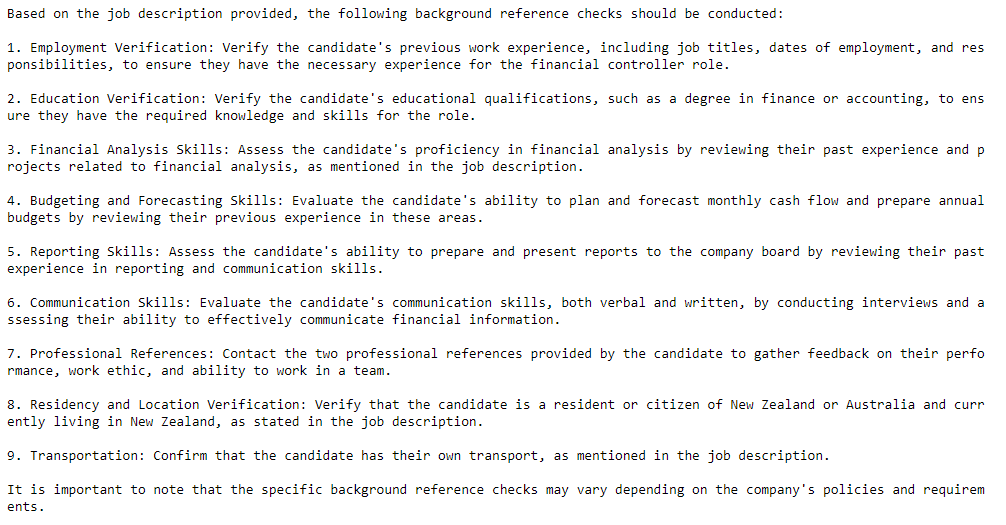 Based on the job description provided, the following background reference checks should be conducted:
1. Employment Verification: Verify the candidate's previous work experience, including job titles, dates of employment, and res
ponsibilities, to ensure they have the necessary experience for the financial controller role.
2. Education Verification: Verify the candidate's educational qualifications, such as a degree in finance or accounting, to ens
ure they have the required knowledge and skills for the role.
3. Financial Analysis Skills: Assess the candidate's proficiency in financial analysis by reviewing their past experience and p
rojects related to financial analysis, as mentioned in the job description.
4. Budgeting and Forecasting Skills: Evaluate the candidate's ability to plan and forecast monthly cash flow and prepare annual
budgets by reviewing their previous experience in these areas.
5. Reporting Skills: Assess the candidate's ability to prepare and present reports to the company board by reviewing their past
experience in reporting and communication skills.
6. Communication Skills: Evaluate the candidate's communication skills, both verbal and written, by conducting interviews and a
ssessing their ability to effectively communicate financial information.
7. Professional References: Contact the two professional references provided by the candidate to gather feedback on their perfo
rmance, work ethic, and ability to work in a team.
8. Residency and Location Verification: Verify that the candidate is a resident or citizen of New Zealand or Australia and curr
ently living in New Zealand, as stated in the job description.
9. Transportation: Confirm that the candidate has their own transport, as mentioned in the job description.
It is important to note that the specific background reference checks may vary depending on the company's policies and requirem
ents.